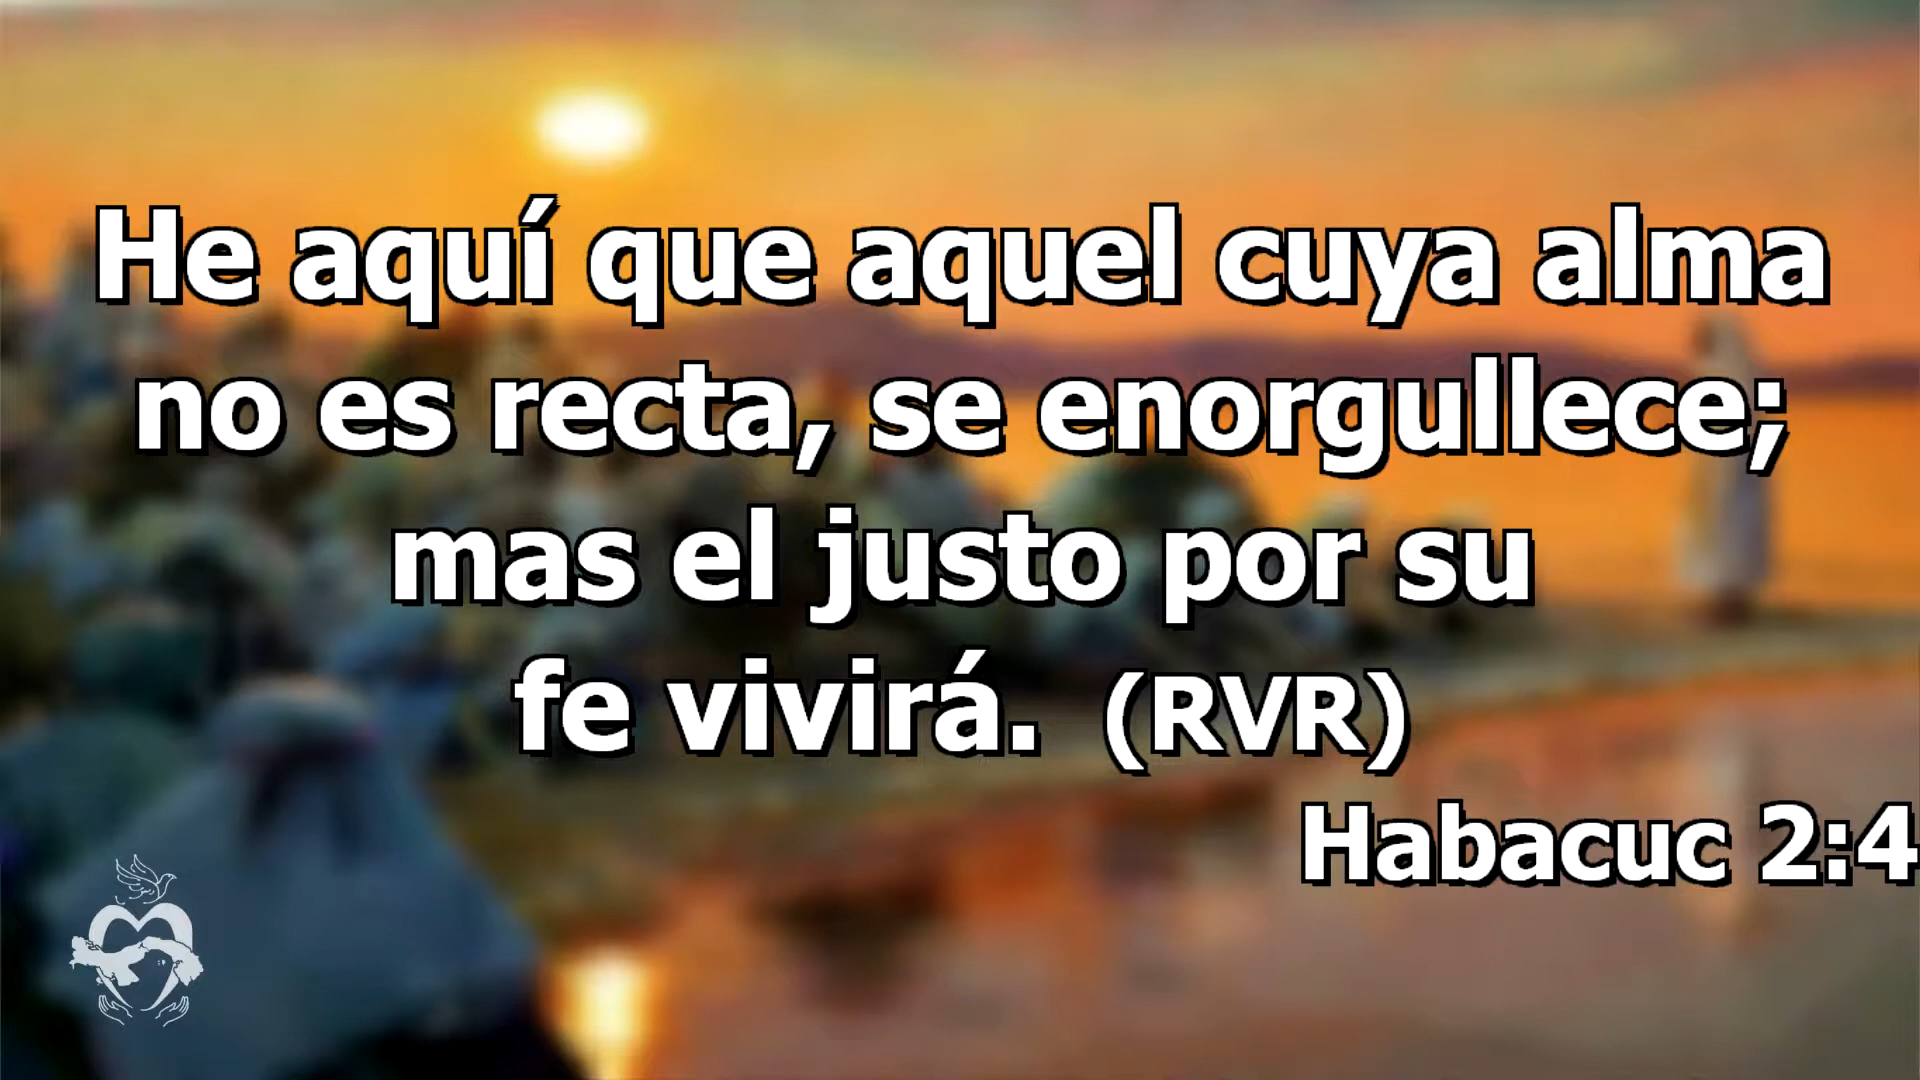 He aquí que aquel cuya alma
no es recta, se enorgullece;
mas el justo por su
fe vivirá. (RVR)
Habacuc 2:4